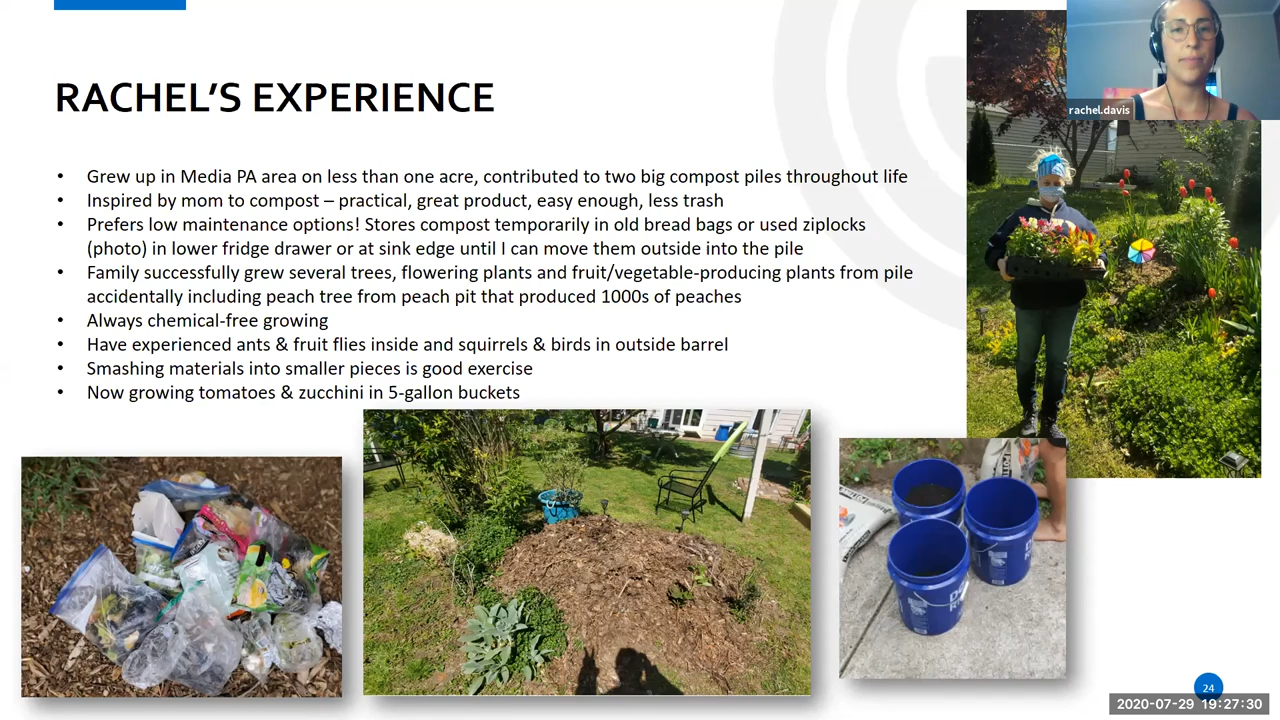 rachel.davis
RACHEL’S EXPERIENCE
• Grew up in Media PA area on less than one acre, contributed to two big compost piles throughout life
• Inspired by mom to compost – practical, great product, easy enough, less trash
• Prefers low maintenance options! Stores compost temporarily in old bread bags or used ziplocks
(photo) in lower fridge drawer or at sink edge until I can move them outside into the pile
• Family successfully grew several trees, flowering plants and fruit/vegetable-producing plants from pile
accidentally including peach tree from peach pit that produced 1000s of peaches
• Always chemical-free growing
• Have experienced ants & fruit flies inside and squirrels & birds in outside barrel
• Smashing materials into smaller pieces is good exercise
• Now growing tomatoes & zucchini in 5-gallon buckets
24
2020-07-29 19:27:30